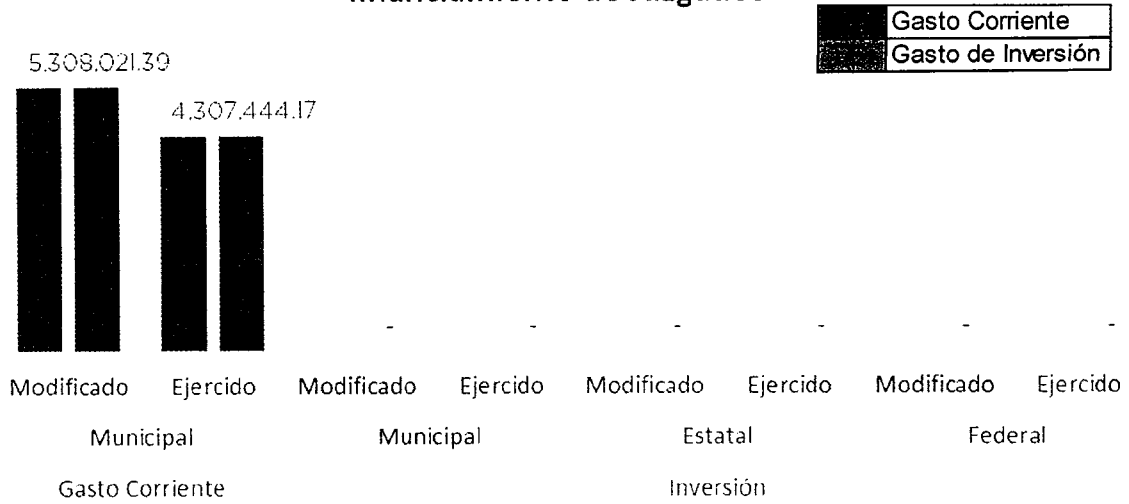 Gasto Corriente
Gasto de Inversión
5.308.021.39
4,307,444.17
- - - - - -
Modificado Ejercido Modificado Ejercido Modificado Ejercido Modificado Ejercido
Municipal Municipal Estatal Federal
Gasto Corriente Inversión